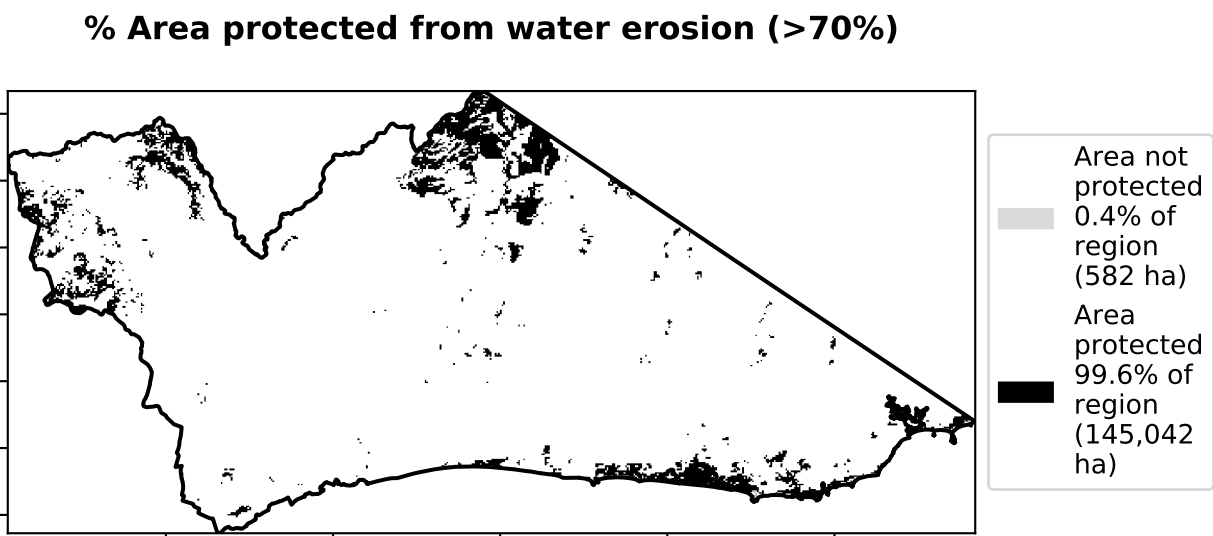 % Area protected from water erosion (>70%)
Area not
protected
0.4% of
region
(582 ha)
Area
protected
99.6% of
region
(145,042
ha)